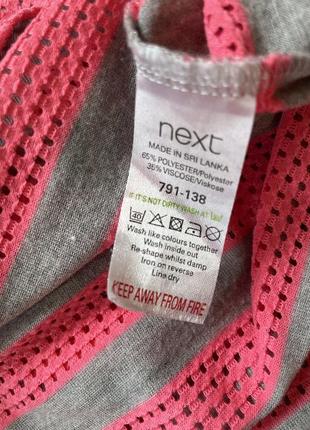 next
MADE IN SRI LANKA
65% POLYESTER/Polyester
35% VISCOSE/Viskose
791-138
IF IT'S NOT DIRTY WASH AT
40
Wash like colours together
Wash inside out
Re-shape whilst damp
Iron on reverse
Line dry
KEEP AWAY FROM FIRE